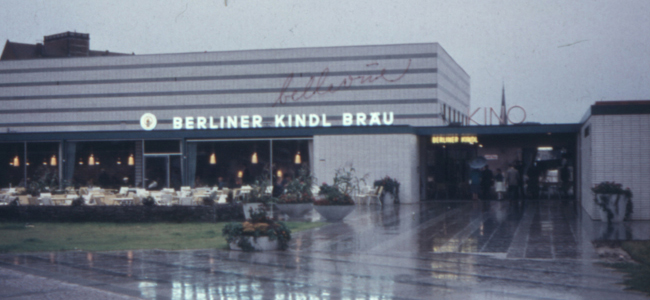 bellevue
KINO
BERLINER KINDL BRÄU
BERLINER KINDL